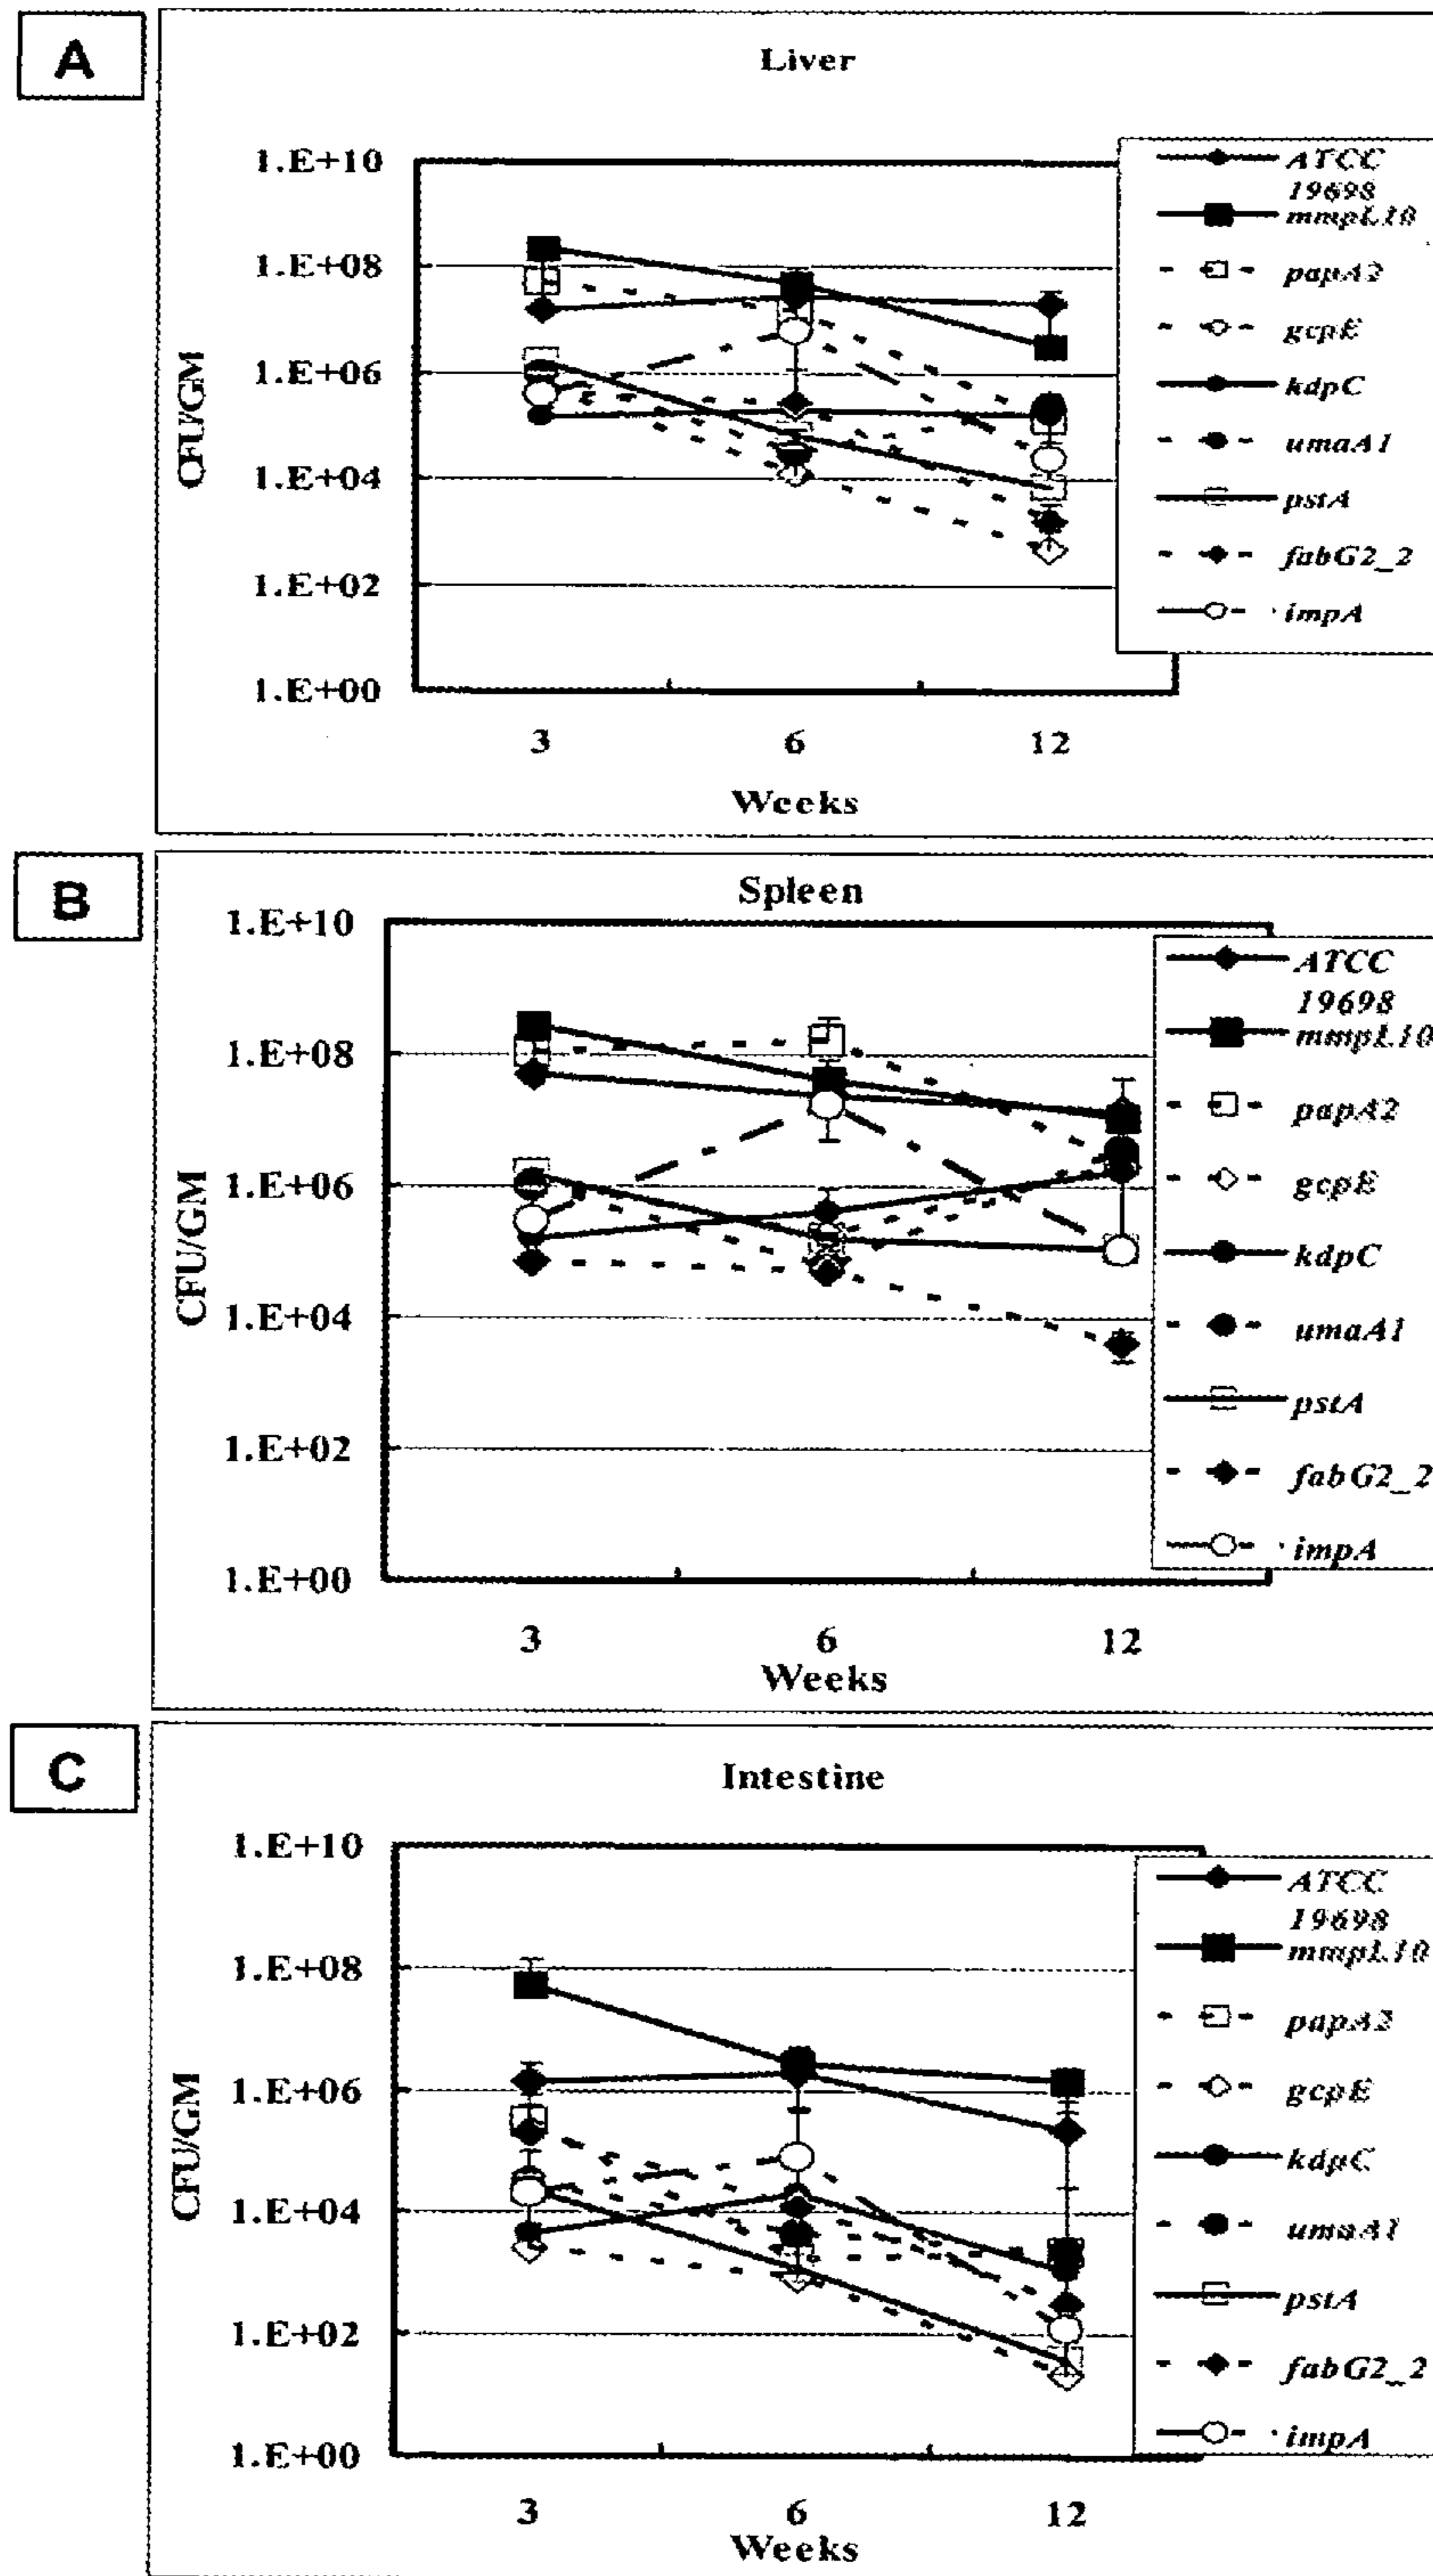 A
Liver
1.E+10
1.E+08
1.E+06
1.E+04
1.E+02
1.E+00
CFU/GM
3 6 12
Weeks
ATCC
19698
mmpL10
papA2
gcpE
kdpC
umaA1
pstA
fabG2_2
impA
B
Spleen
1.E+10
1.E+08
1.E+06
1.E+04
1.E+02
1.E+00
CFU/GM
3 6 12
Weeks
ATCC
19698
mmpL10
papA2
gcpE
kdpC
umaA1
pstA
fabG2_2
impA
C
Intestine
1.E+10
1.E+08
1.E+06
1.E+04
1.E+02
1.E+00
CFU/GM
3 6 12
Weeks
ATCC
19698
mmpL10
papA2
gcpE
kdpC
umaA1
pstA
fabG2_2
impA